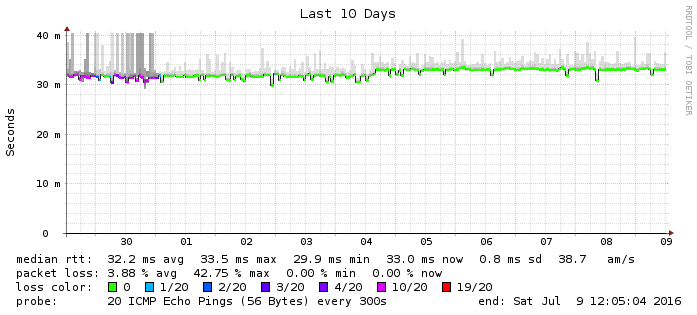 Last 10 Days
RRDTOOL / TOBI OETIKER
Seconds
40 m
30 m
20 m
10 m
0
30 01 02 03 04 05 06 07 08 09
median rtt: 32.2 ms avg 33.5 ms max 29.9 ms min 33.0 ms now 0.8 ms sd 38.7 am/s
packet loss: 3.88 % avg 42.75 % max 0.00 % min 0.00 % now
loss color: 0 1/20 2/20 3/20 4/20 10/20 19/20
probe: 20 ICMP Echo Pings (56 Bytes) every 300s end: Sat Jul 9 12:05:04 2016